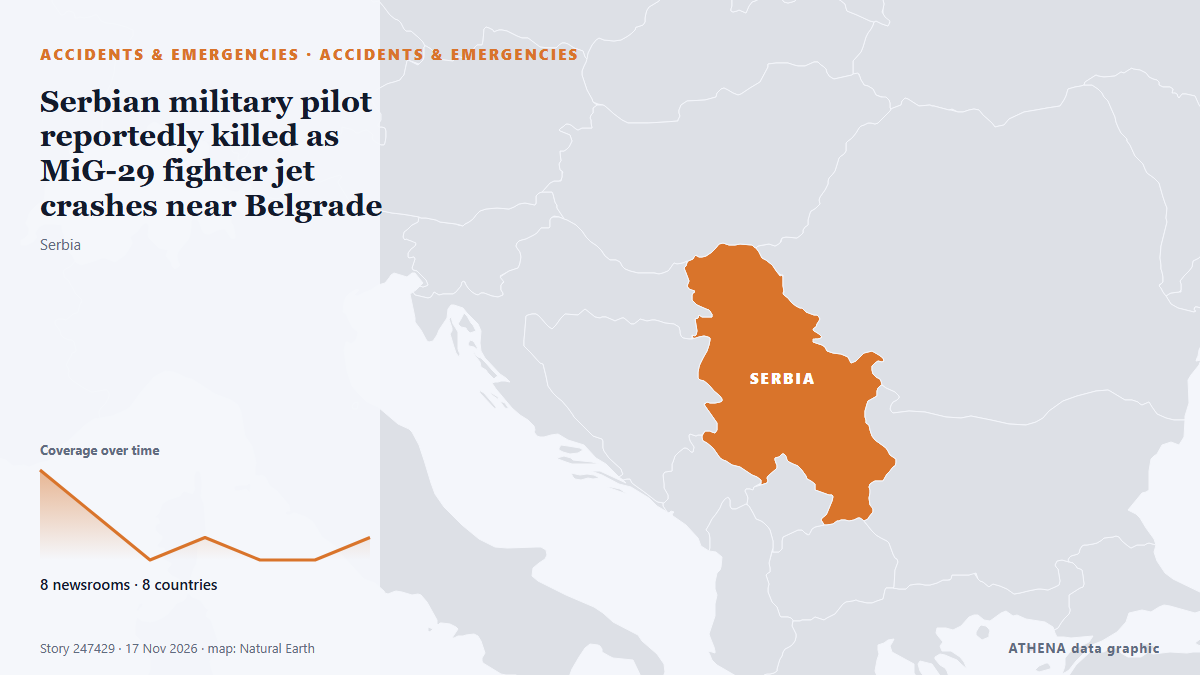 ACCIDENTS & EMERGENCIES · ACCIDENTS & EMERGENCIES
Serbian military pilot
reportedly killed as
MiG-29 fighter jet
crashes near Belgrade
Serbia
SERBIA
Coverage over time
8 newsrooms · 8 countries
Story 247429 · 17 Nov 2026 · map: Natural Earth
ATHENA data graphic